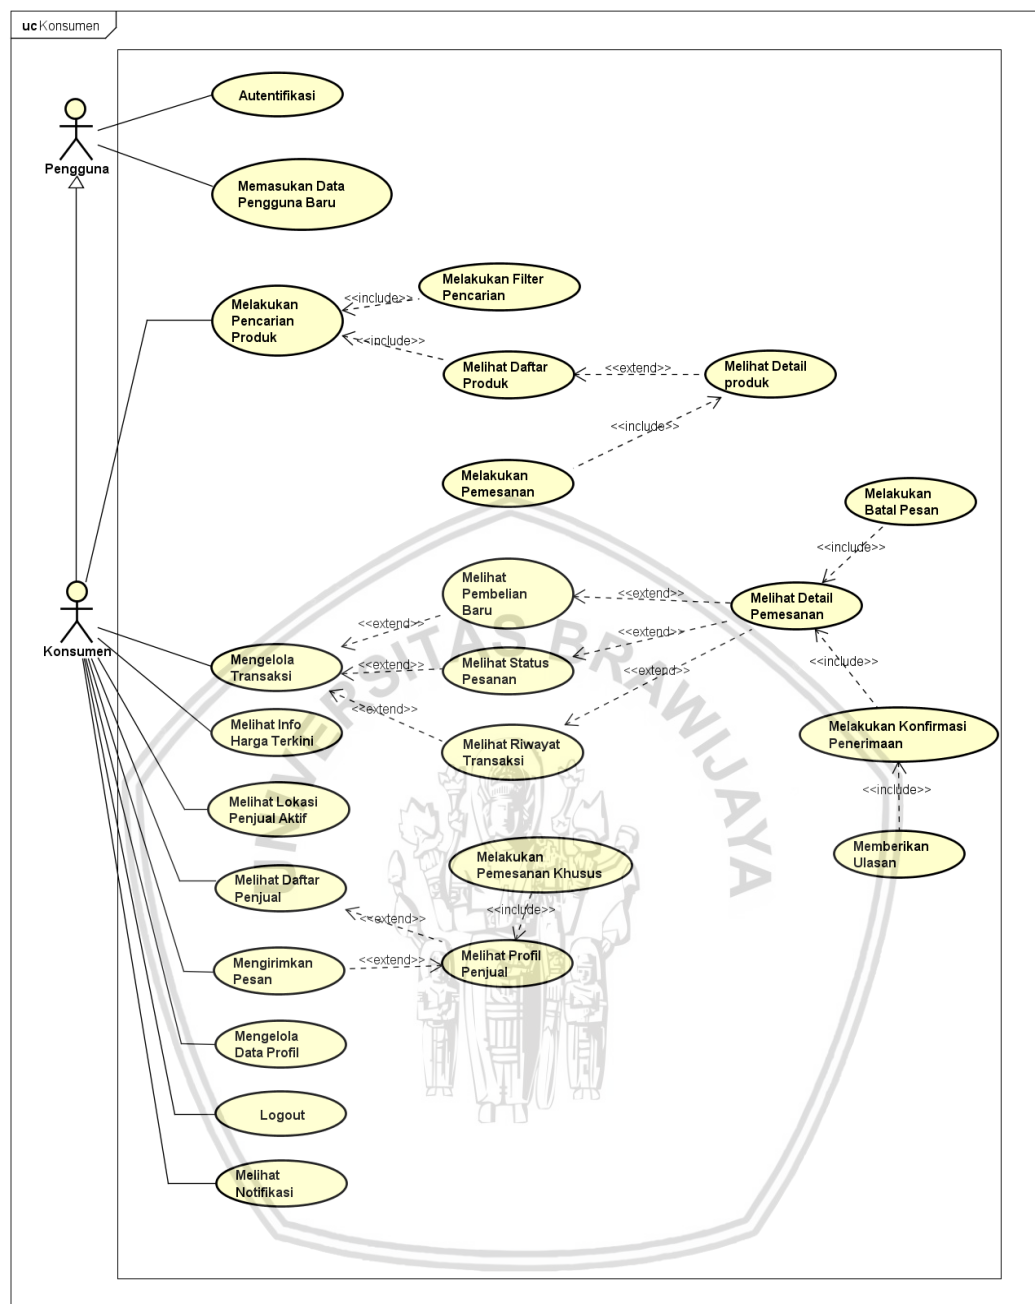 uc Konsumen
Autentifikasi
Pengguna
Memasukan Data
Pengguna Baru
Melakukan Filter
Pencarian
<<include>>
Melakukan
Pencarian
Produk
<<include>>
Melihat Daftar
Produk
<<extend>>
Melihat Detail
produk
<<include>>
Melakukan
Pemesanan
Melakukan
Batal Pesan
<<include>>
Melihat
Pembelian
Baru
<<extend>>
Melihat Detail
Pemesanan
<<extend>>
<<extend>>
Konsumen
Mengelola
Transaksi
<<extend>>
Melihat Status
Pesanan
<<extend>>
<<include>>
<<extend>>
Melihat Info
Harga Terkini
Melihat Riwayat
Transaksi
Melakukan Konfirmasi
Penerimaan
<<include>>
Melihat Lokasi
Penjual Aktif
Memberikan
Ulasan
Melakukan
Pemesanan Khusus
Melihat Daftar
Penjual
<<extend>>
<<include>>
Mengirimkan
Pesan
<<extend>>
Melihat Profil
Penjual
Mengelola
Data Profil
Logout
Melihat
Notifikasi
UNIVERSITAS BRAWIJAYA